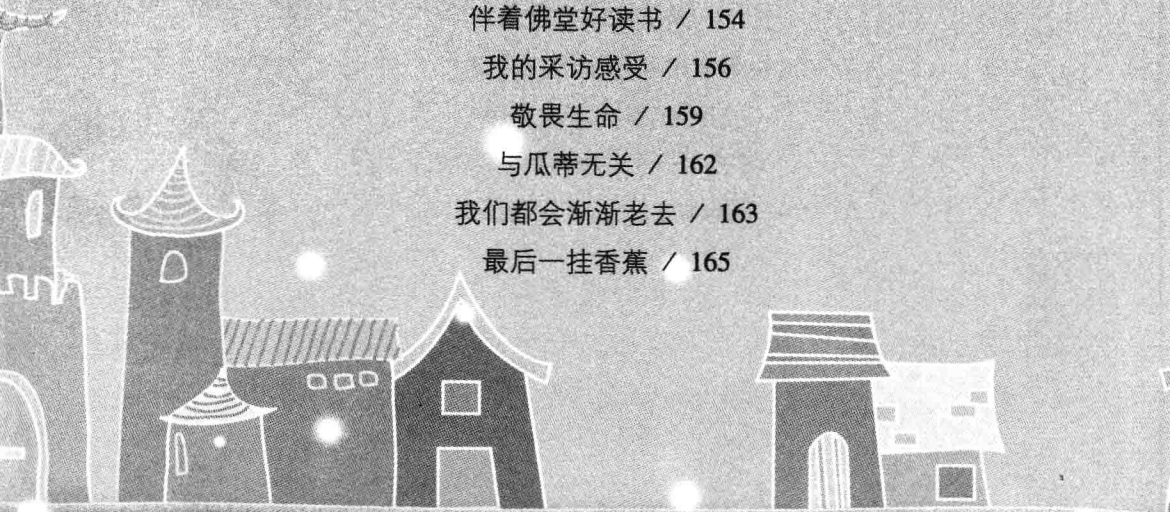 伴着佛堂好读书 / 154
我的采访感受 / 156
敬畏生命 / 159
与瓜蒂无关 / 162
我们都会渐渐老去 / 163
最后一挂香蕉 / 165